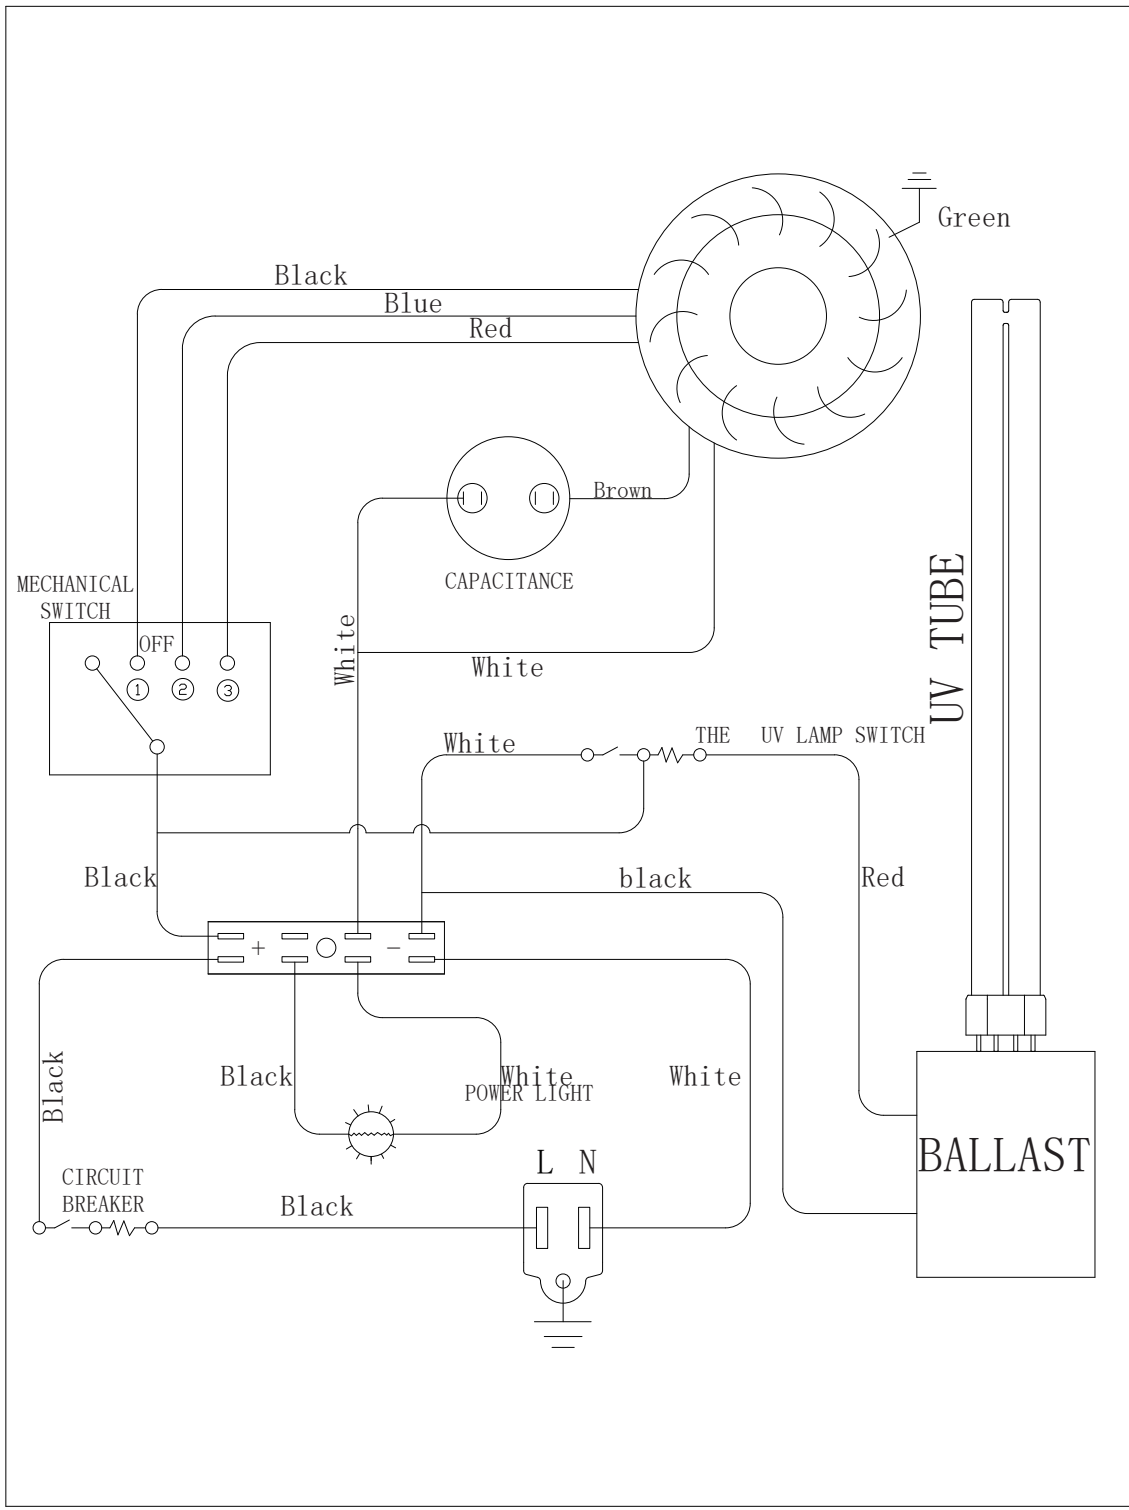 Green
Black
Blue
Red
Brown
CAPACITANCE
MECHANICAL
SWITCH
OFF
1 2 3
White
White
UV TUBE
White
THE UV LAMP SWITCH
Black
black
Red
+ -
Black
Black
White
POWER LIGHT
White
BALLAST
L N
CIRCUIT
BREAKER
Black